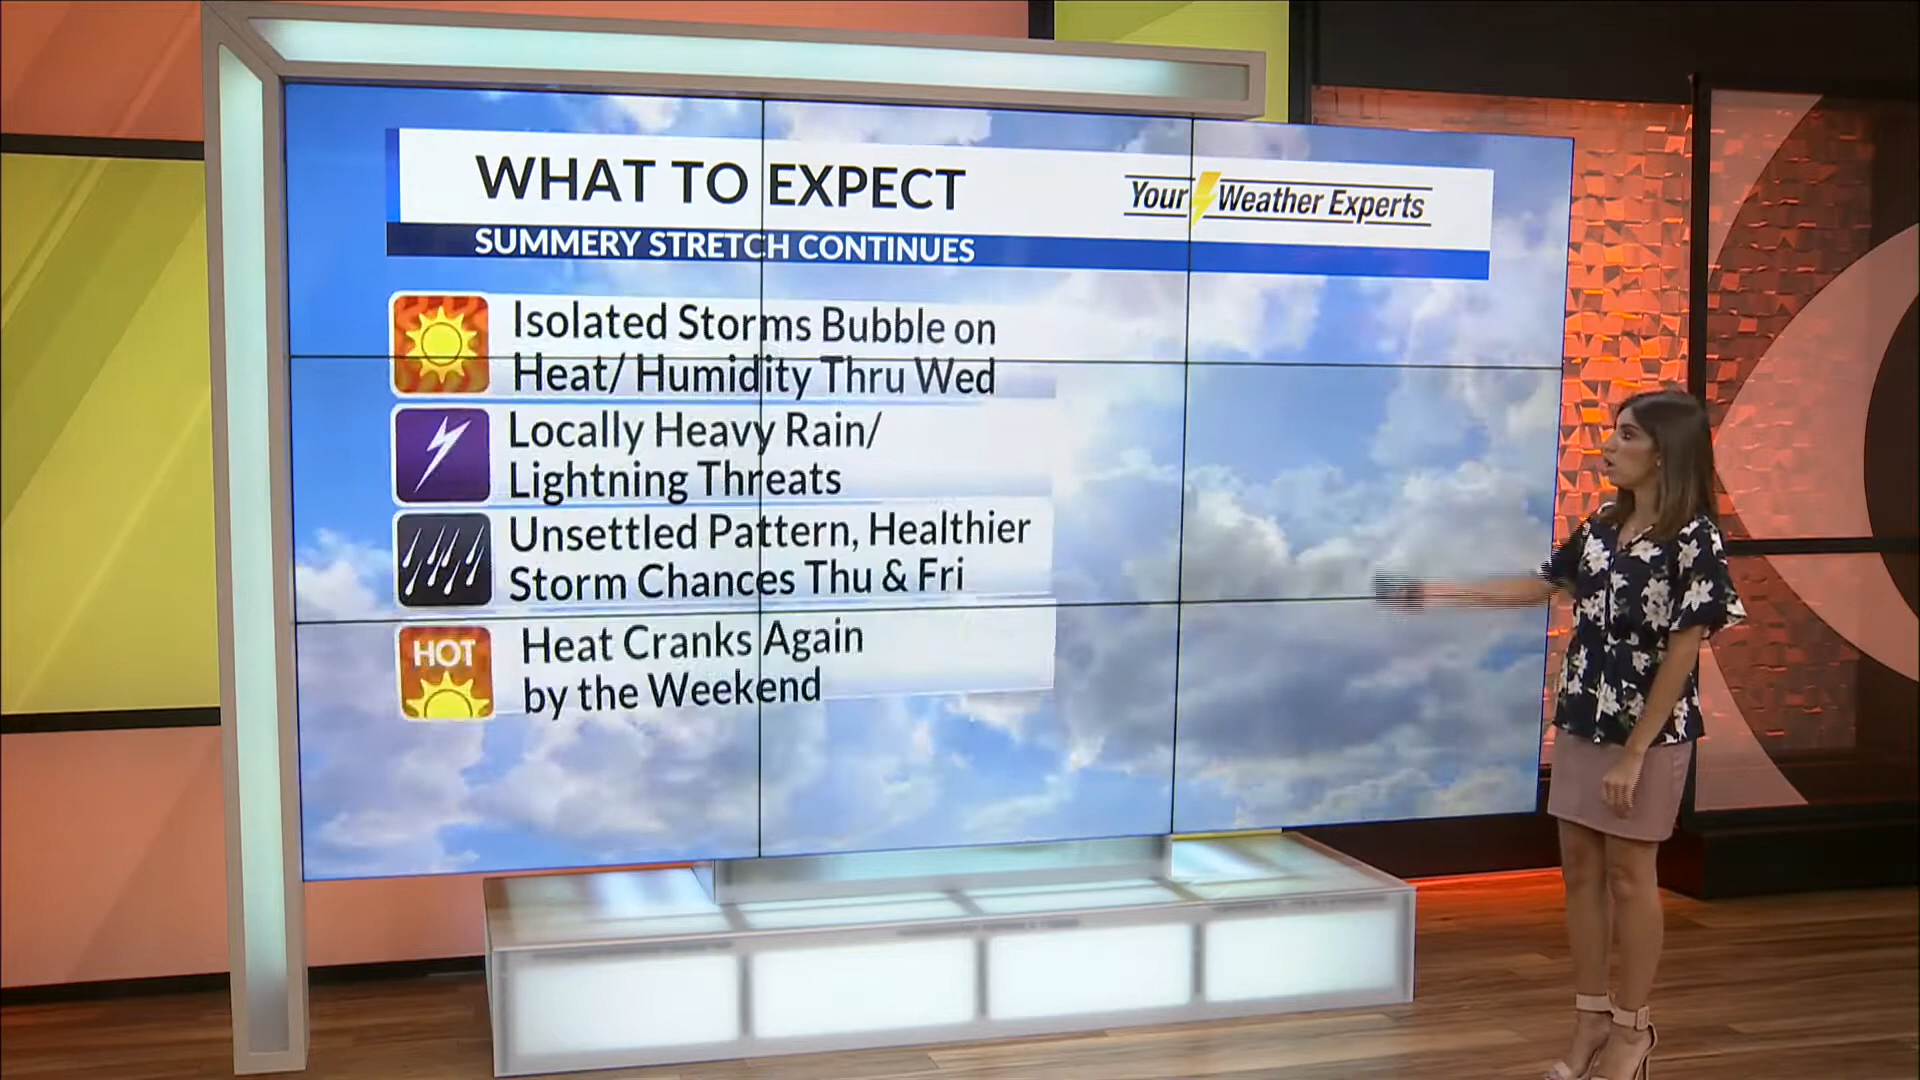 WHAT TO EXPECT
Your Weather Experts
SUMMERY STRETCH CONTINUES
Isolated Storms Bubble on
Heat/ Humidity Thru Wed
Locally Heavy Rain/
Lightning Threats
Unsettled Pattern, Healthier
Storm Chances Thu & Fri
HOT
Heat Cranks Again
by the Weekend